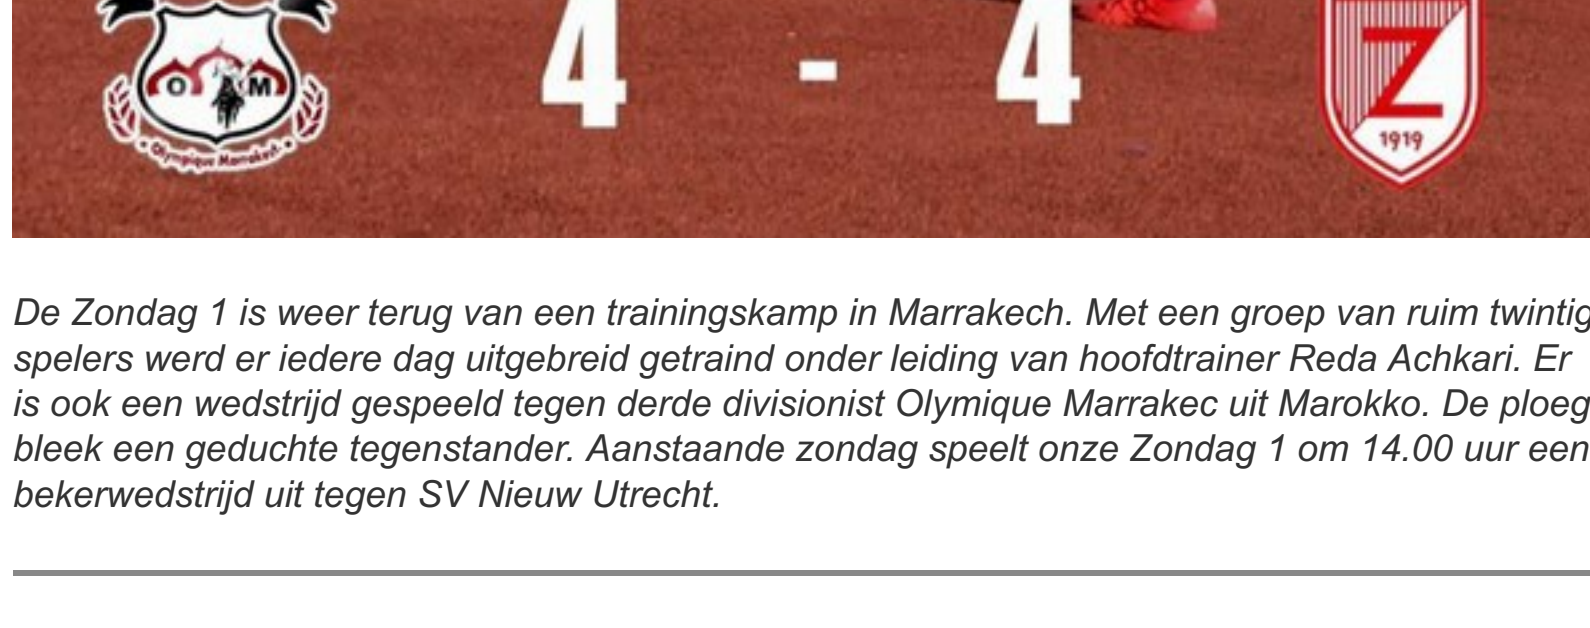 4 - 4
O M
Z
Olympique Marrakech
1919
De Zondag 1 is weer terug van een trainingskamp in Marrakech. Met een groep van ruim twintig
spelers werd er iedere dag uitgebreid getraind onder leiding van hoofdtrainer Reda Achkari. Er
is ook een wedstrijd gespeeld tegen derde divisionist Olymique Marrakec uit Marokko. De ploeg
bleek een geduchte tegenstander. Aanstaande zondag speelt onze Zondag 1 om 14.00 uur een
bekerwedstrijd uit tegen SV Nieuw Utrecht.